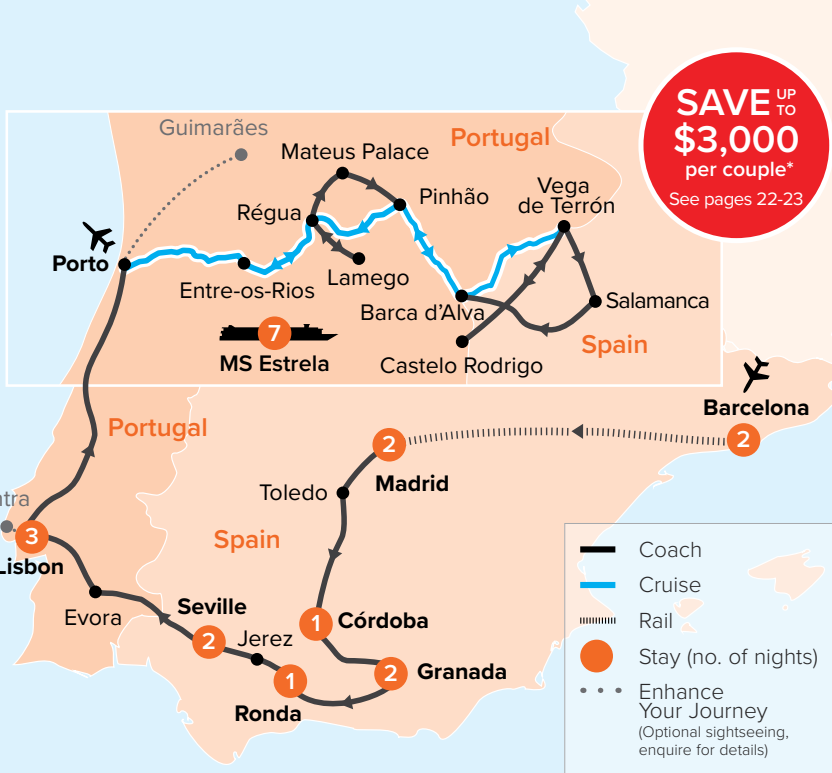 SAVE UP TO
$3,000
per couple*
See pages 22-23
Guimarães
Portugal
Mateus Palace
Pinhão
Vega
de Terrón
Régua
Porto
Lamego
Entre-os-Rios
Barca d'Alva
Salamanca
7
MS Estrela
Castelo Rodrigo
Spain
Barcelona
2
Portugal
2
Madrid
Toledo
ntra
3
Lisbon
Spain
Evora
Seville
2
Jerez
1
Córdoba
2
Granada
1
Ronda
Coach
Cruise
Rail
Stay (no. of nights)
Enhance
Your Journey
(Optional sightseeing,
enquire for details)